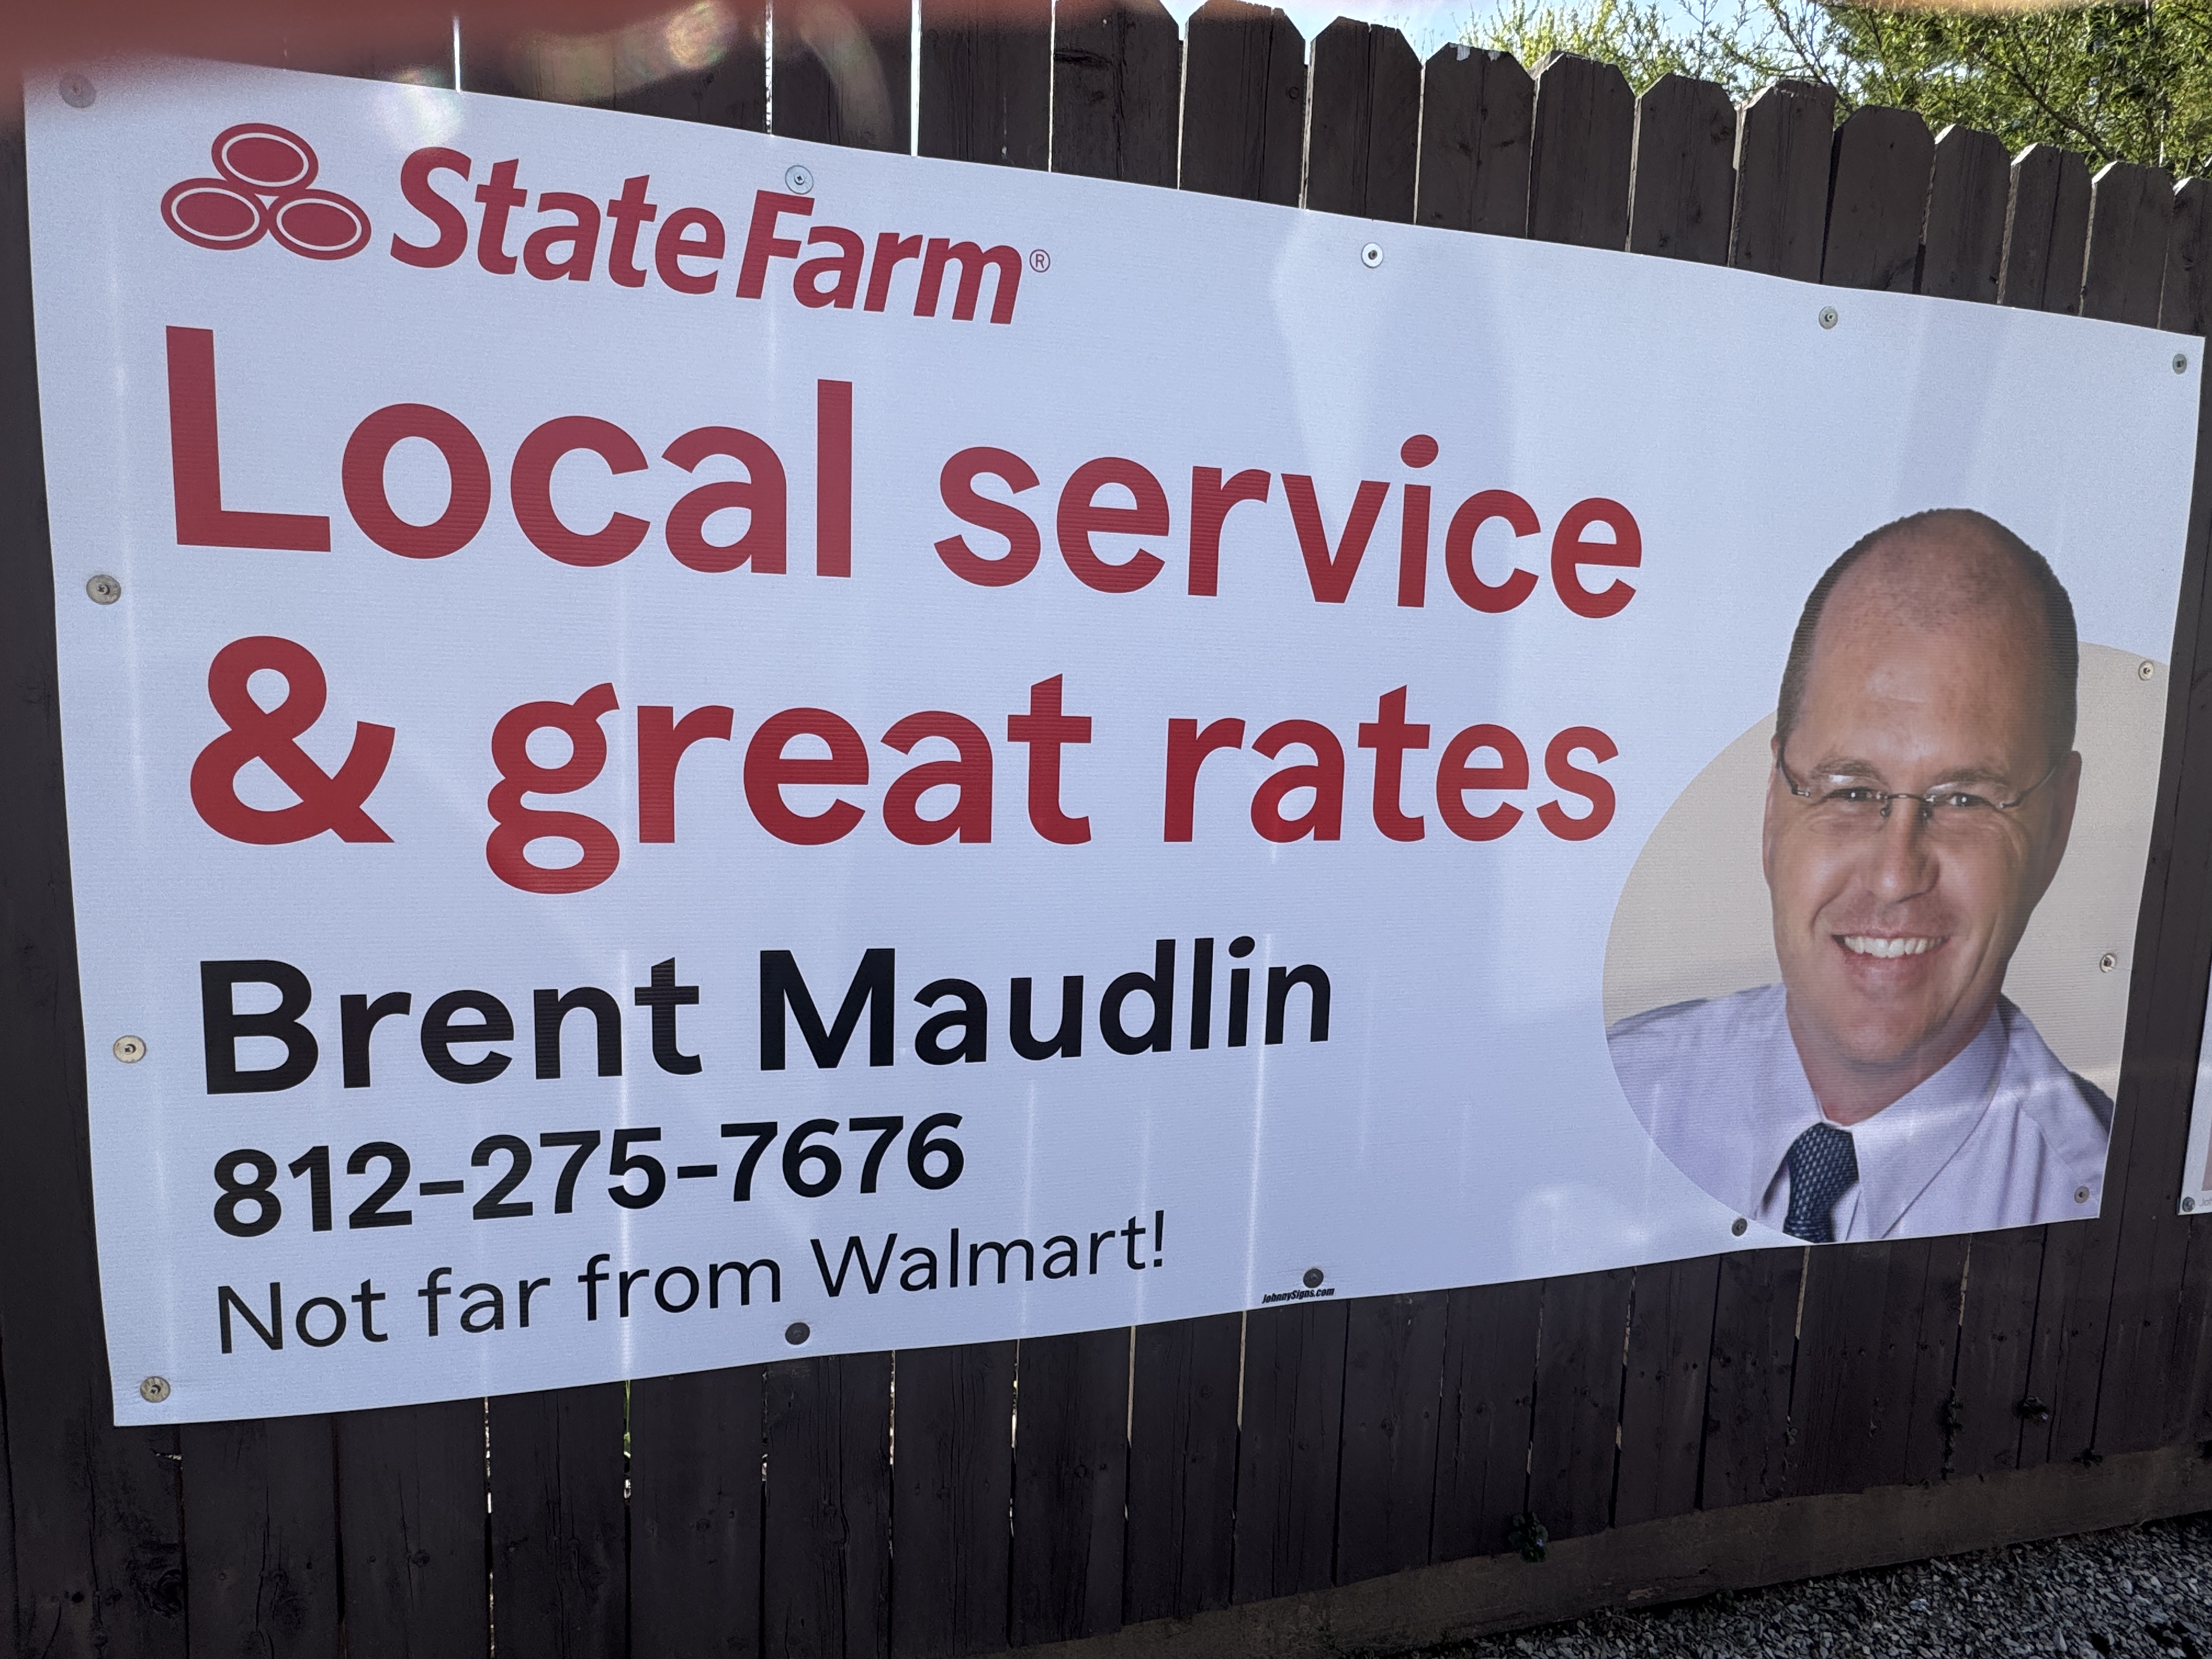 StateFarm®
Local service
& great rates
Brent Maudlin
812-275-7676
Not far from Walmart!
JohnnySigns.com